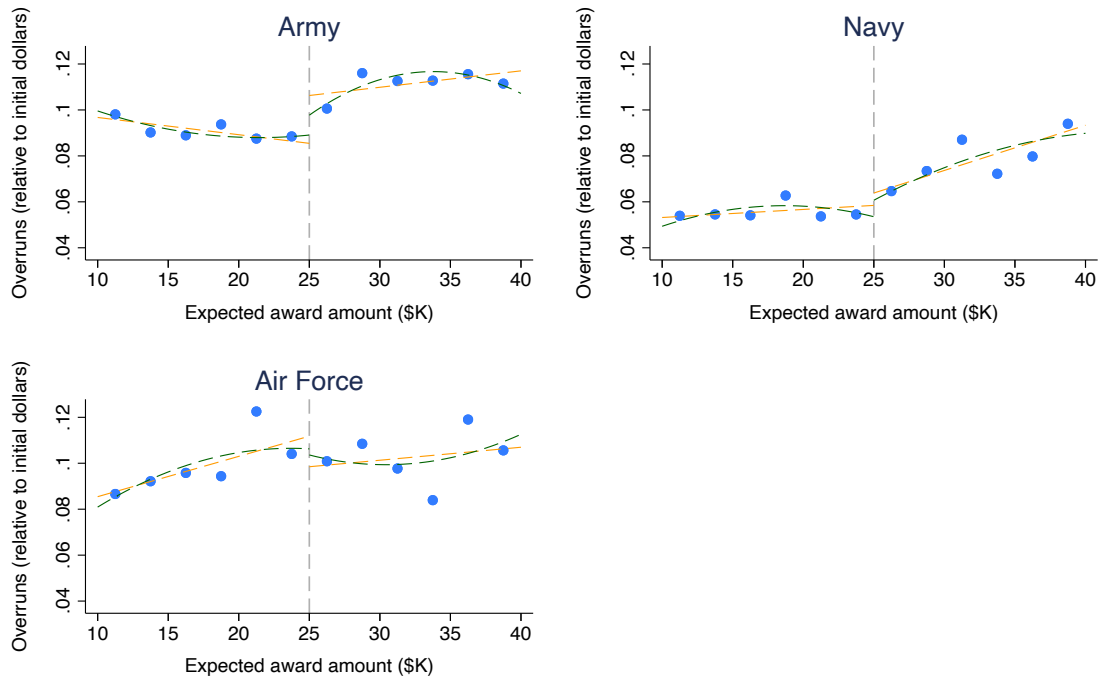 Army
Overruns (relative to initial dollars)
.12
.1
.08
.06
.04
10 15 20 25 30 35 40
Expected award amount ($K)
Navy
Overruns (relative to initial dollars)
.12
.1
.08
.06
.04
10 15 20 25 30 35 40
Expected award amount ($K)
Air Force
Overruns (relative to initial dollars)
.12
.1
.08
.06
.04
10 15 20 25 30 35 40
Expected award amount ($K)